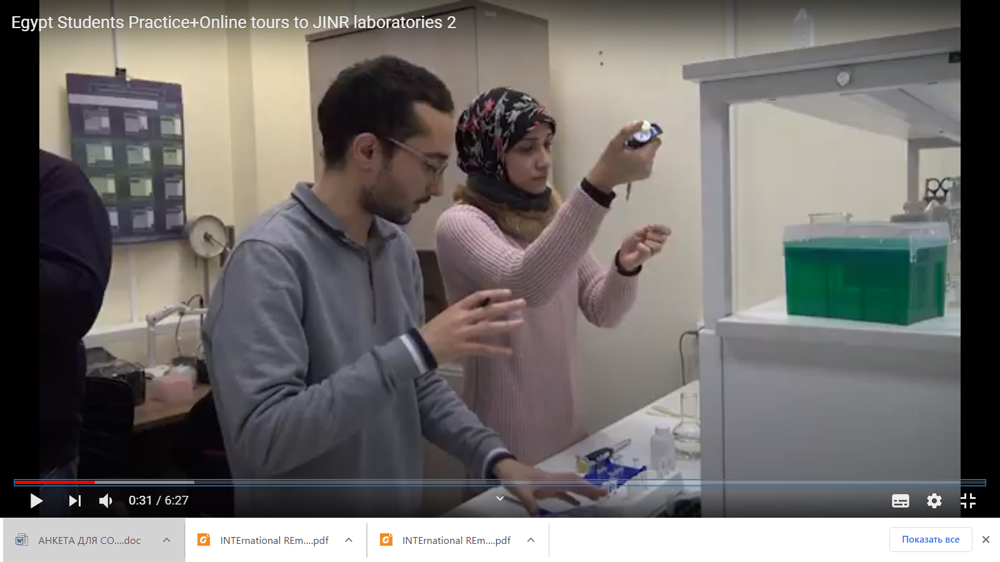 Egypt Students Practice+Online tours to JINR laboratories 2
0:31 / 6:27
АНКЕТА ДЛЯ СО....doc
INTErnational REm....pdf
INTErnational REm....pdf
Показать все